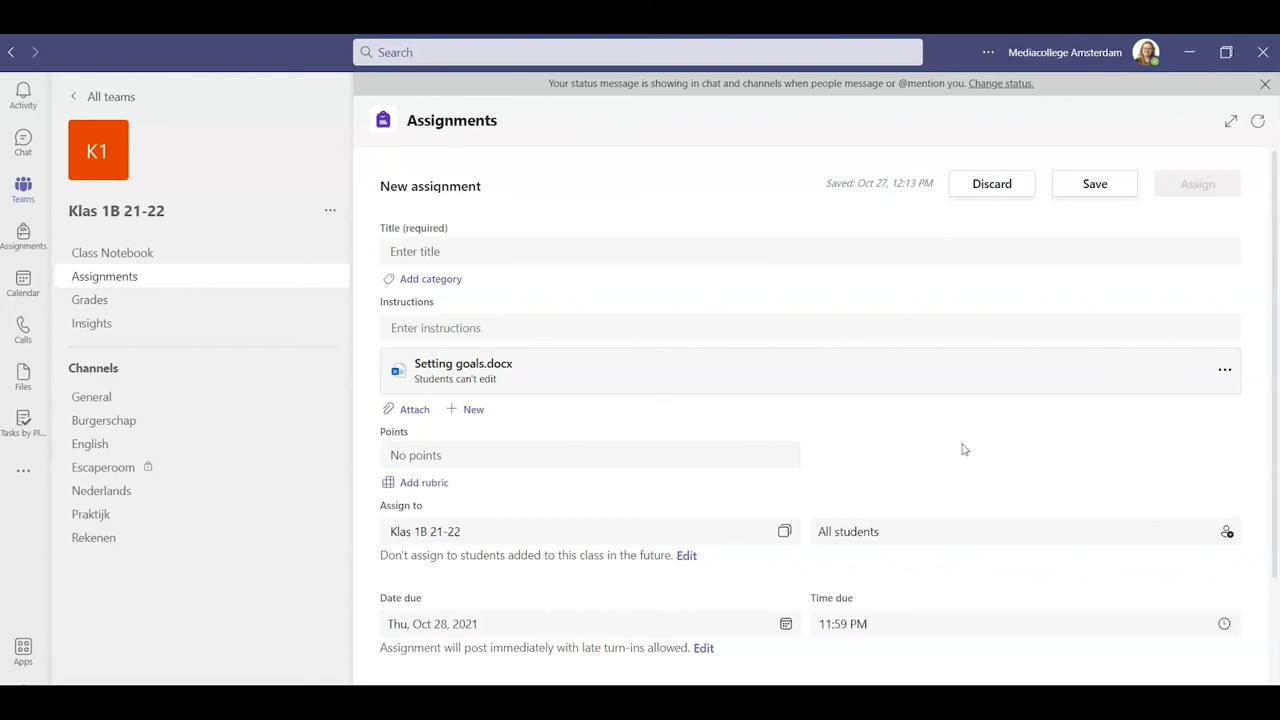 Search
Mediacollege Amsterdam
Your status message is showing in chat and channels when people message or @mention you. Change status.
Activity
Chat
Teams
Assignments
Calendar
Calls
Files
Tasks by Pl...
Apps
All teams
K1
Klas 1B 21-22
Class Notebook
Assignments
Grades
Insights
Channels
General
Burgerschap
English
Escaperoom
Nederlands
Praktijk
Rekenen
Assignments
New assignment
Saved: Oct 27, 12:13 PM
Discard
Save
Assign
Title (required)
Enter title
Add category
Instructions
Enter instructions
Setting goals.docx
Students can't edit
Attach
New
Points
No points
Add rubric
Assign to
Klas 1B 21-22
All students
Don't assign to students added to this class in the future. Edit
Date due
Time due
Thu, Oct 28, 2021
11:59 PM
Assignment will post immediately with late turn-ins allowed. Edit